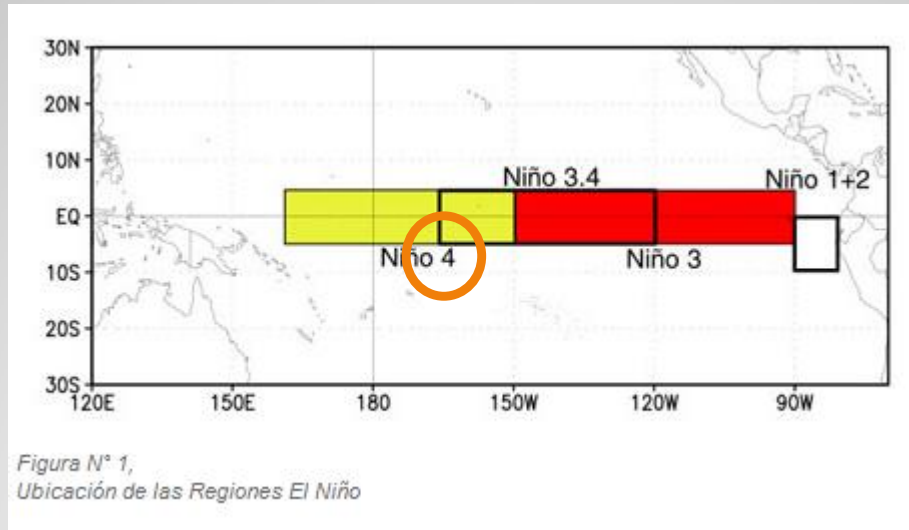 30N
20N
10N
EQ
10S
20S
30S
Niño 3.4
Niño 1+2
Niño 4
Niño 3
120E
150E
180
150W
120W
90W
Figura N° 1,
Ubicación de las Regiones El Niño